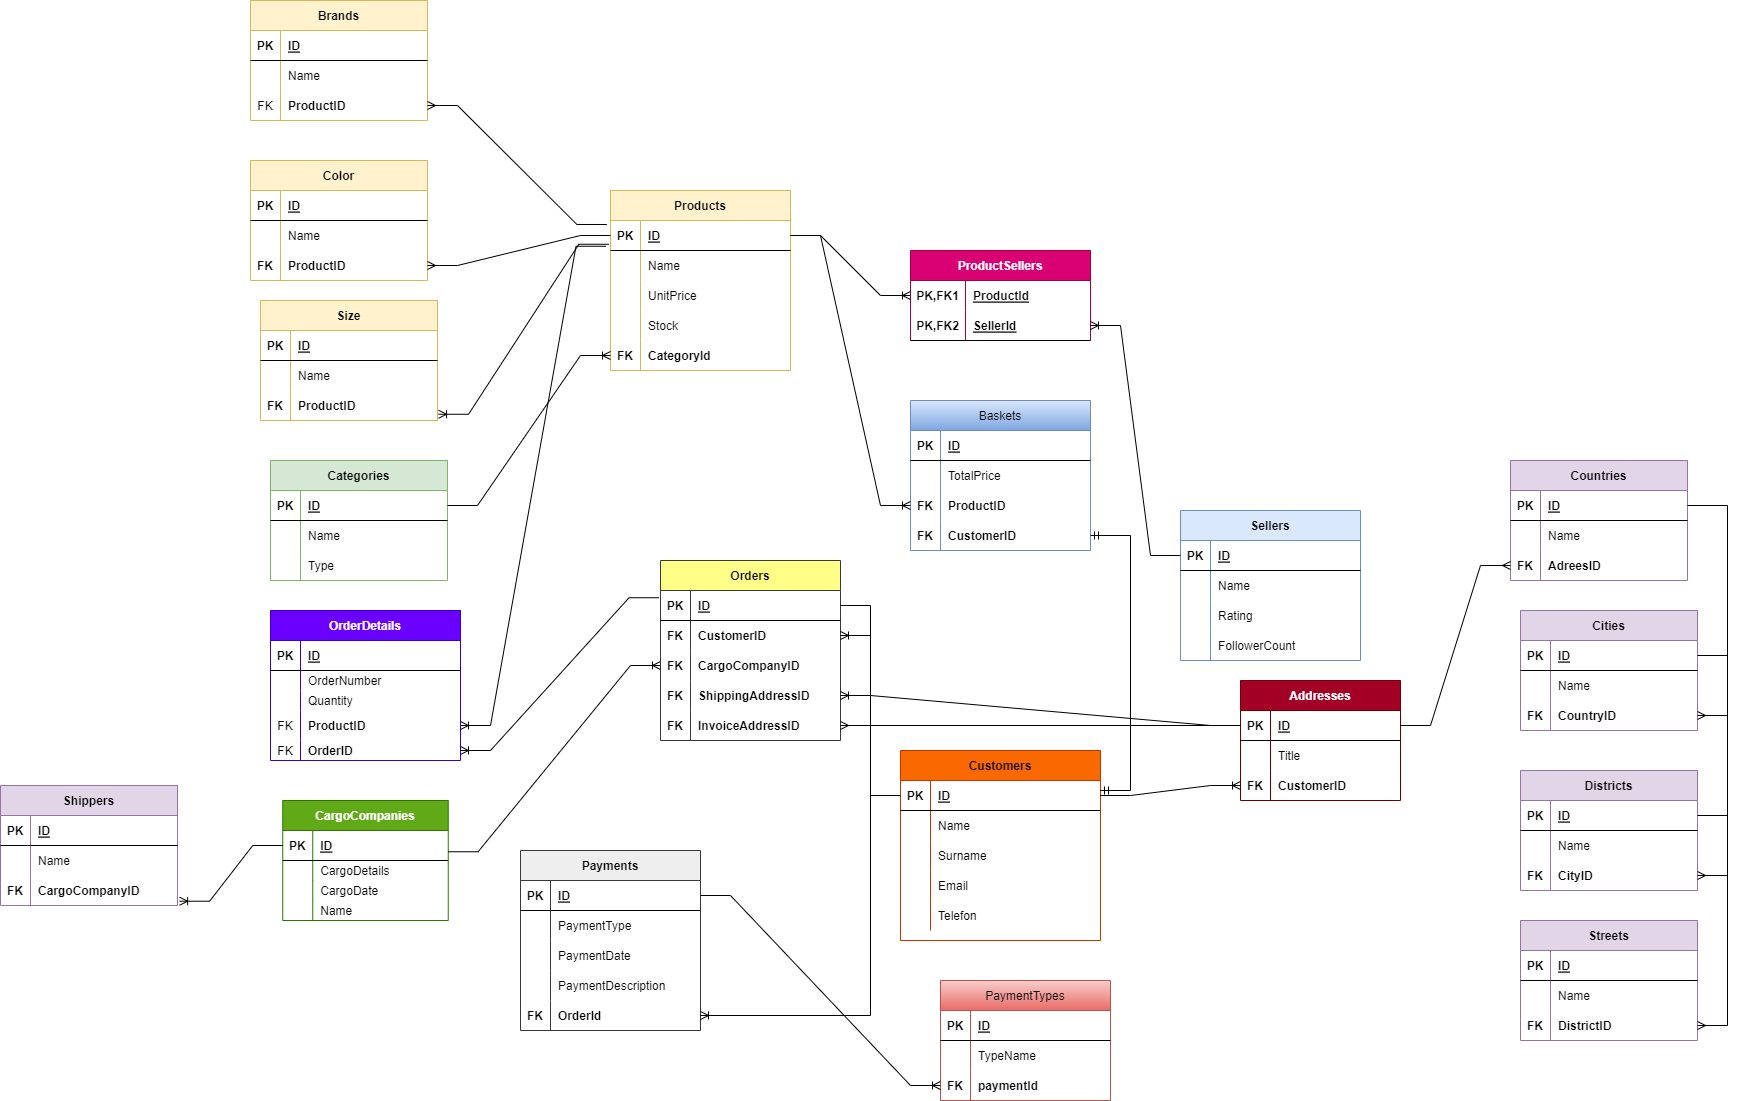 Brands
PK ID
Name
FK ProductID
Color
PK ID
Name
FK ProductID
Size
PK ID
Name
FK ProductID
Categories
PK ID
Name
Type
OrderDetails
PK ID
OrderNumber
Quantity
FK ProductID
FK OrderID
Shippers
PK ID
Name
FK CargoCompanyID
CargoCompanies
PK ID
CargoDetails
CargoDate
Name
Products
PK ID
Name
UnitPrice
Stock
FK CategoryId
Orders
PK ID
FK CustomerID
FK CargoCompanyID
FK ShippingAddressID
FK InvoiceAddressID
Payments
PK ID
PaymentType
PaymentDate
PaymentDescription
FK OrderId
ProductSellers
PK,FK1 ProductId
PK,FK2 SellerId
Baskets
PK ID
TotalPrice
FK ProductID
FK CustomerID
Customers
PK ID
Name
Surname
Email
Telefon
PaymentTypes
PK ID
TypeName
FK paymentId
Sellers
PK ID
Name
Rating
FollowerCount
Addresses
PK ID
Title
FK CustomerID
Countries
PK ID
Name
FK AdreesID
Cities
PK ID
Name
FK CountryID
Districts
PK ID
Name
FK CityID
Streets
PK ID
Name
FK DistrictID